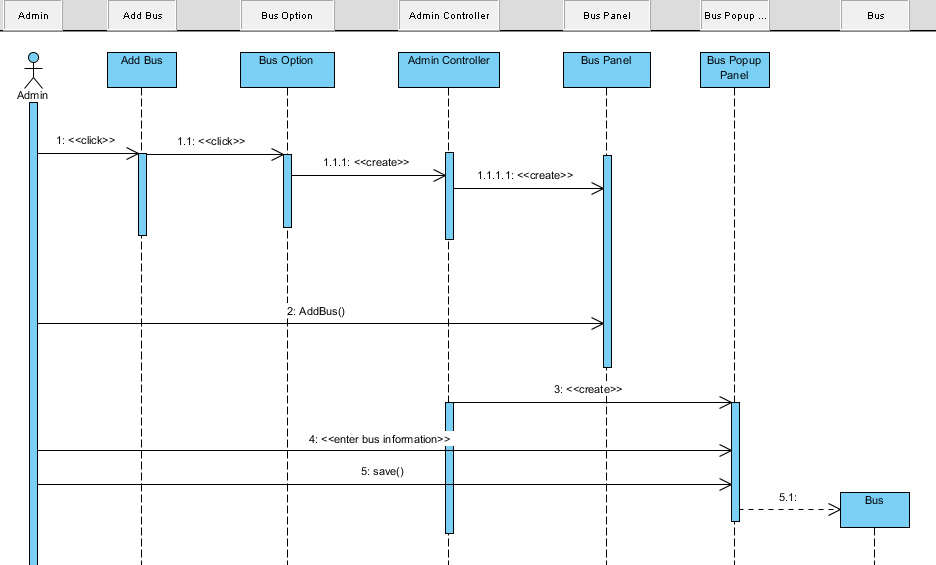 Admin
Add Bus
Bus Option
Admin Controller
Bus Panel
Bus Popup ...
Bus
Admin
Add Bus
Bus Option
Admin Controller
Bus Panel
Bus Popup
Panel
1: <<click>>
1.1: <<click>>
1.1.1: <<create>>
1.1.1.1: <<create>>
2: AddBus()
3: <<create>>
4: <<enter bus information>>
5: save()
5.1:
Bus